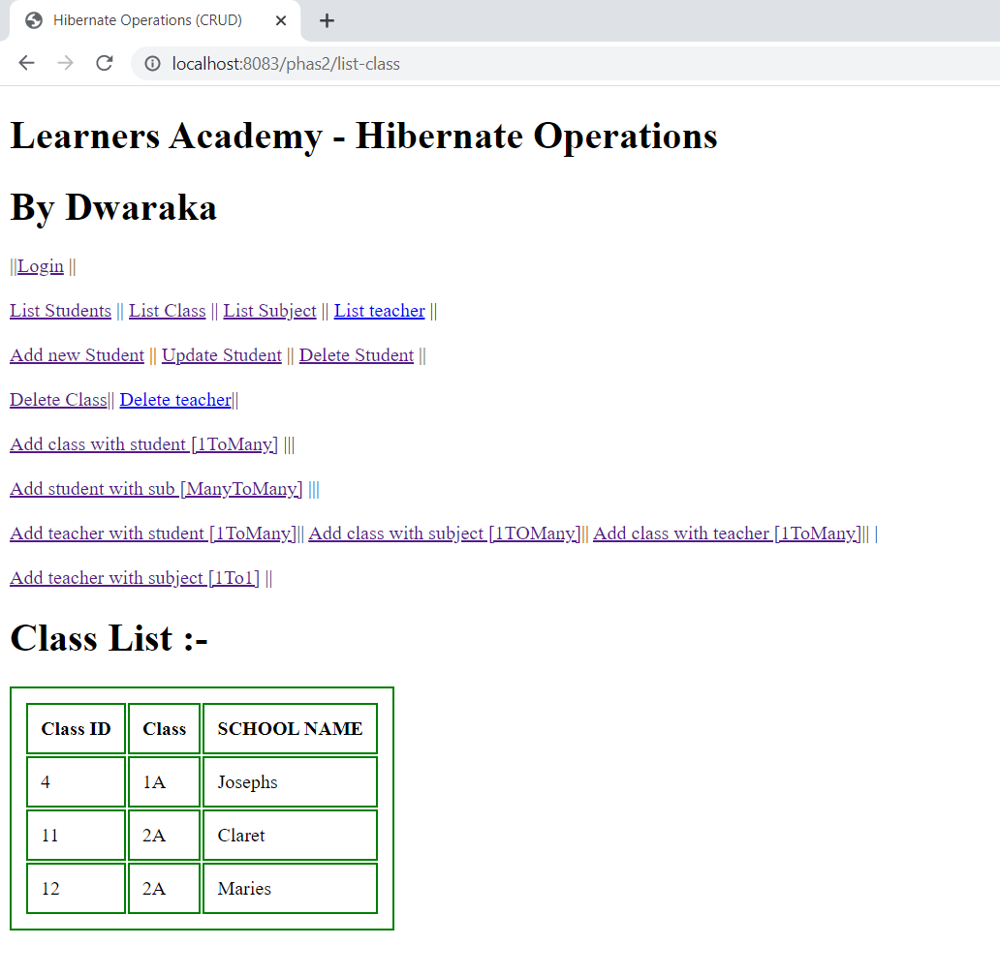 Hibernate Operations (CRUD)
localhost:8083/phas2/list-class
Learners Academy - Hibernate Operations
By Dwaraka
||Login ||
List Students || List Class || List Subject || List teacher ||
Add new Student || Update Student || Delete Student ||
Delete Class|| Delete teacher||
Add class with student [1ToMany] |||
Add student with sub [ManyToMany] |||
Add teacher with student [1ToMany]|| Add class with subject [1TOMany]|| Add class with teacher [1ToMany]|| |
Add teacher with subject [1To1] ||
Class List :-
Class ID Class SCHOOL NAME
4 1A Josephs
11 2A Claret
12 2A Maries